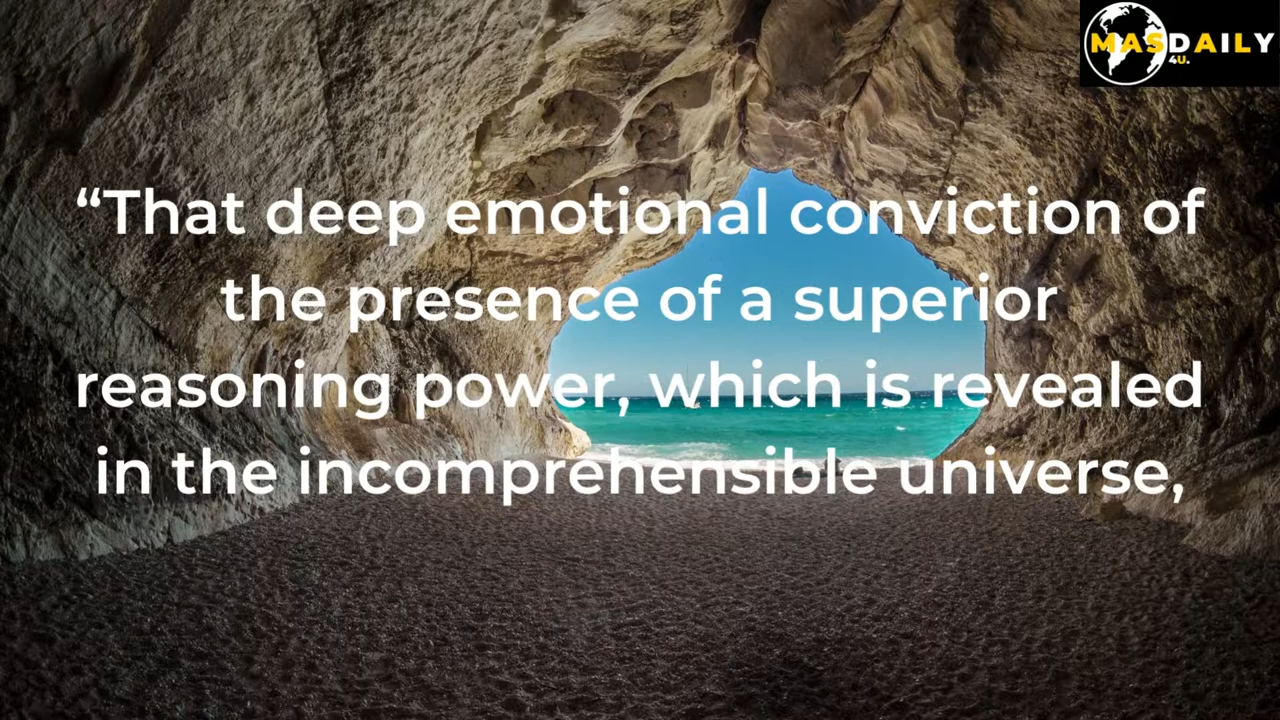 MASDAILY
4U.
“That deep emotional conviction of
the presence of a superior
reasoning power, which is revealed
in the incomprehensible universe,